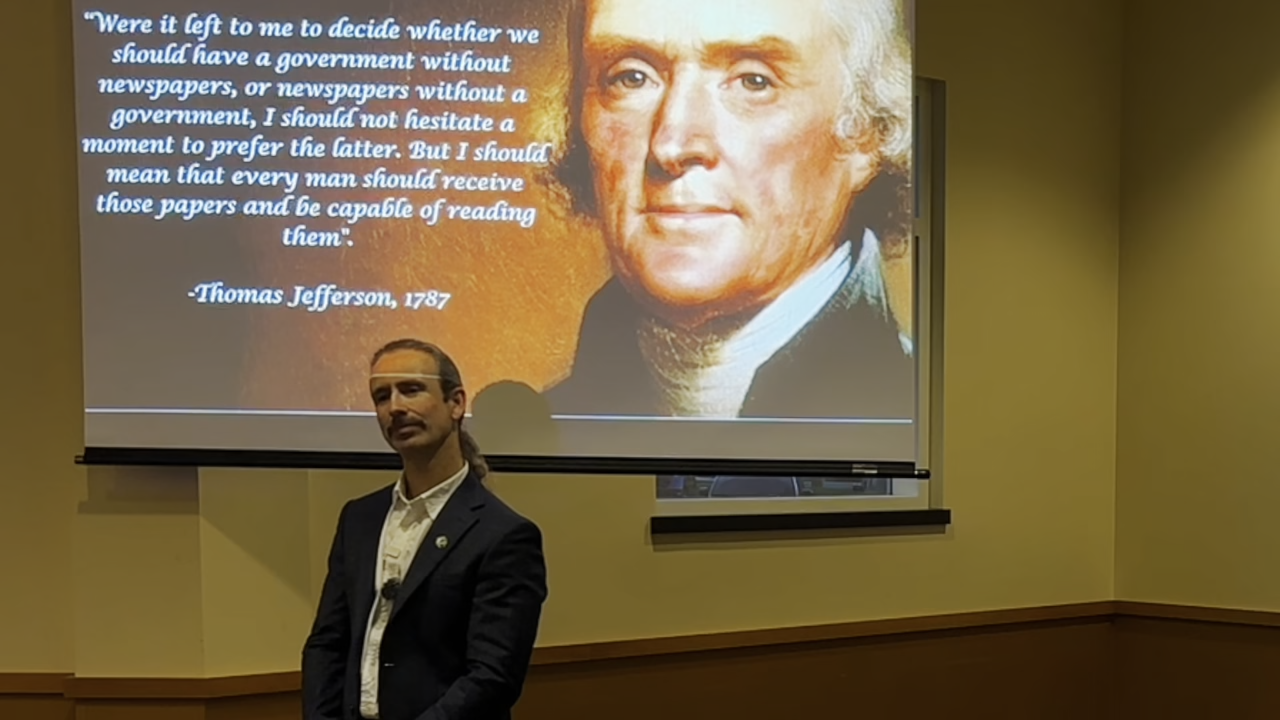 “Were it left to me to decide whether we
should have a government without
newspapers, or newspapers without a
government, I should not hesitate a
moment to prefer the latter. But I should
mean that every man should receive
those papers and be capable of reading
them".
-Thomas Jefferson, 1787